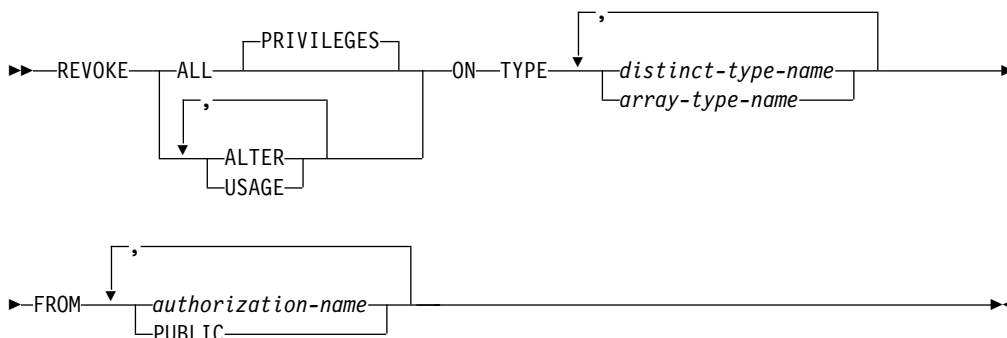 ,
PRIVILEGES
REVOKE ALL ON TYPE distinct-type-name
array-type-name
,
ALTER
USAGE
,
FROM authorization-name
PUBLIC